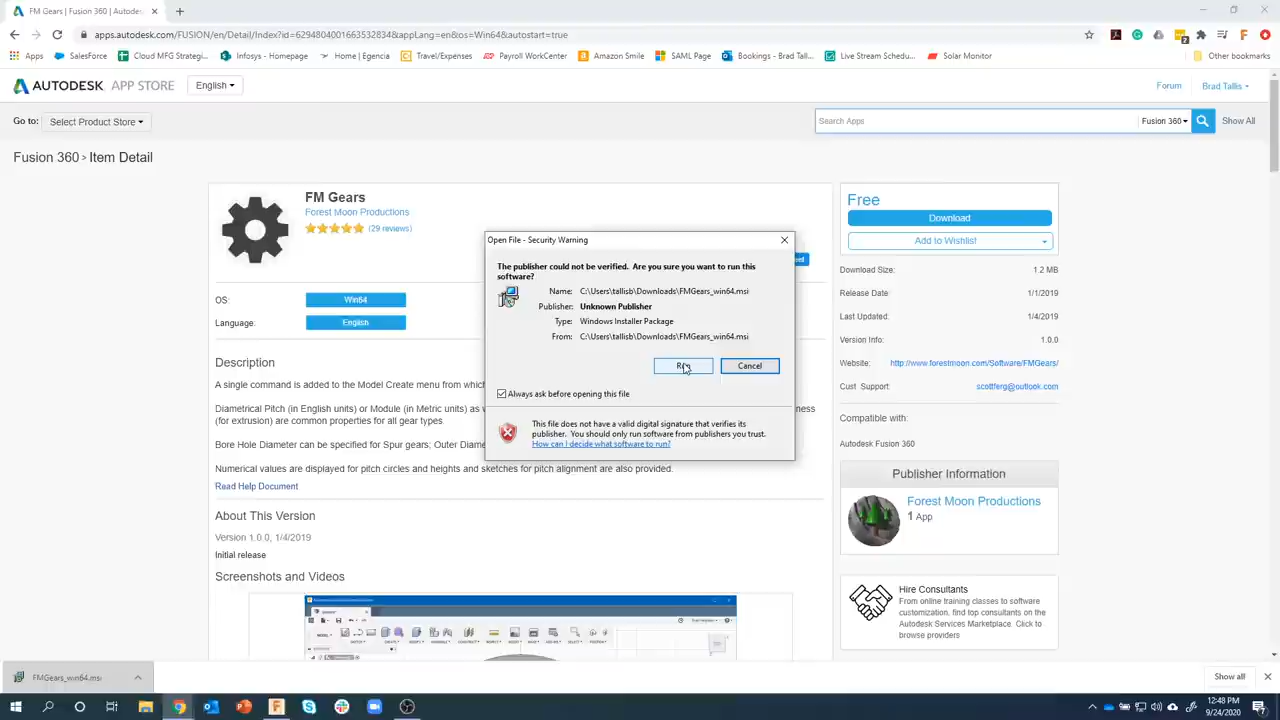 FM Gears | Fusion 360 | Autodes
apps.autodesk.com/FUSION/en/Detail/Index?id=6294804001663532834&appLang=en&os=Win64&autostart=true
Apps
SalesForce
Cloud MFG Strategi...
Infosys - Homepage
Home | Egencia
Travel/Expenses
Payroll WorkCenter
Amazon Smile
SAML Page
Bookings - Brad Talli...
Live Stream Schedul...
Solar Monitor
Other bookmarks
AUTODESK APP STORE
English
Forum
Brad Tallis
Go to:
Select Product Store
Search Apps
Fusion 360
Show All
Fusion 360 > Item Detail
FM Gears
Forest Moon Productions
(29 reviews)
OS:
Win64
Language:
English
Free
Download
Add to Wishlist!
Download Size:
1.2 MB
Release Date:
1/1/2019
Last Updated:
1/4/2019
Version Info:
1.0.0
Website:
http://www.forestmoon.com/Software/FMGears/
Cust Support:
scottferg@outlook.com
Compatible with:
Autodesk Fusion 360
Publisher Information
Forest Moon Productions
1 App
Hire Consultants
From online training classes to software
customization, find top consultants on the
Autodesk Services Marketplace. Click to
browse providers
Open File - Security Warning
The publisher could not be verified. Are you sure you want to run this
software?
Name: C:\Users\tallisb\Downloads\FMGears_win64.msi
Publisher: Unknown Publisher
Type: Windows Installer Package
From: C:\Users\tallisb\Downloads\FMGears_win64.msi
Run
Cancel
Always ask before opening this file
This file does not have a valid digital signature that verifies its
publisher. You should only run software from publishers you trust.
How can I decide what software to run?
Description
A single command is added to the Model Create menu from which
Diametrical Pitch (in English units) or Module (in Metric units) as
(for extrusion) are common properties for all gear types.
Bore Hole Diameter can be specified for Spur gears; Outer Diame
Numerical values are displayed for pitch circles and heights and sketches for pitch alignment are also provided.
Read Help Document
About This Version
Version 1.0.0, 1/4/2019
Initial release
Screenshots and Videos
FMGears_win64.msi
Show all
12:48 PM
9/24/2020